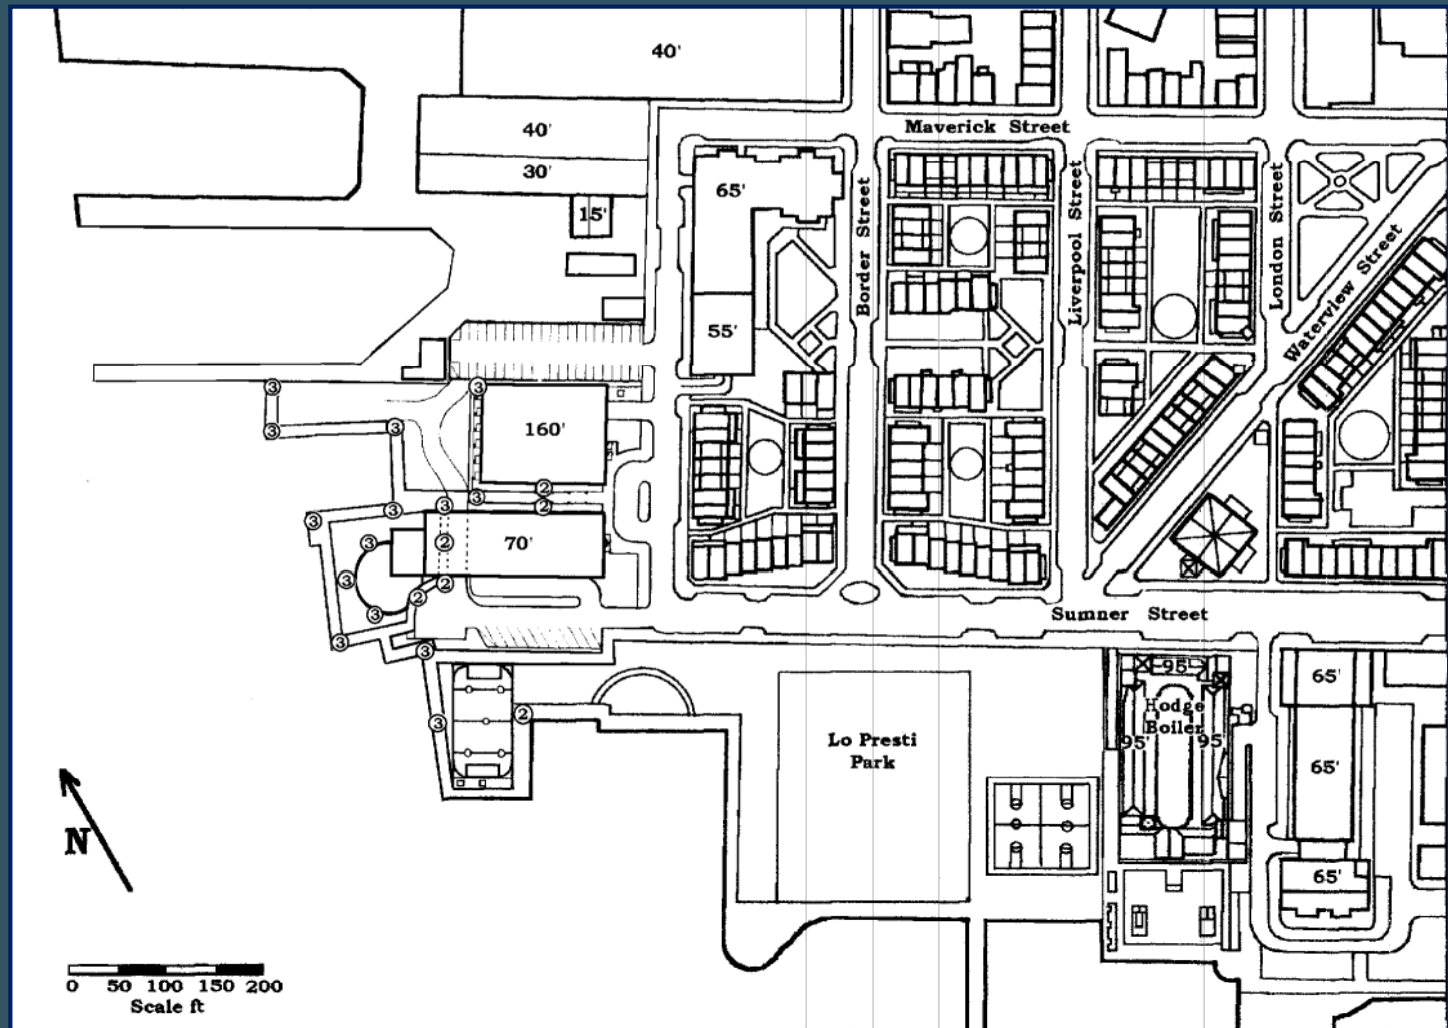 40'
40'
Maverick Street
30'
65'
15'
Border Street
Liverpool Street
London Street
Waterview Street
55'
③
③
160'
③
③
③
②
③
③
②
③
70'
③
②
③
②
②
③
③
Sumner Street
③
95'
65'
Hodge
Boiler
95'
95'
②
③
Lo Presti
Park
65'
N
65'
0 50 100 150 200
Scale ft